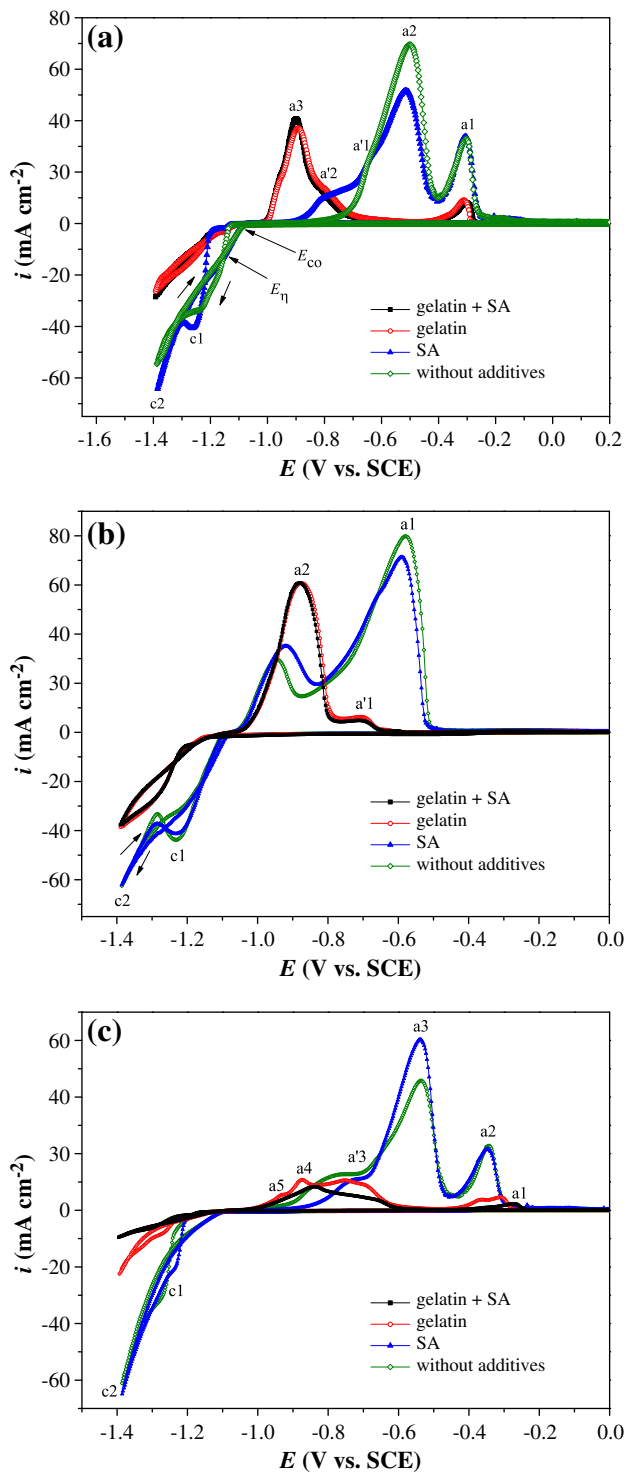 (a)
a2
a3
a'1
a'2
a1
E_co
E_η
c1
c2
gelatin + SA
gelatin
SA
without additives
80
60
30
0
-20
-40
-60
i (mA cm⁻²)
-1.6 -1.4 -1.2 -1.0 -0.8 -0.6 -0.4 -0.2 0.0 0.2
E (V vs. SCE)
(b)
a1
a2
a'1
c1
c2
gelatin + SA
gelatin
SA
without additives
80
60
30
0
-20
-40
-60
i (mA cm⁻²)
-1.4 -1.2 -1.0 -0.8 -0.6 -0.4 -0.2 0.0
E (V vs. SCE)
(c)
a3
a2
a'3
a4
a5
a1
c1
c2
gelatin + SA
gelatin
SA
without additives
60
30
0
-20
-40
-60
i (mA cm⁻²)
-1.4 -1.2 -1.0 -0.8 -0.6 -0.4 -0.2 0.0
E (V vs. SCE)